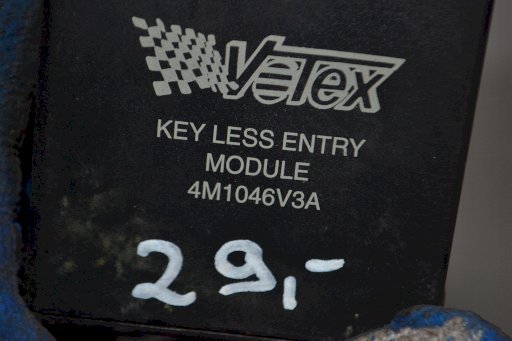 VeTex
KEY LESS ENTRY
MODULE
4M1046V3A
29,-